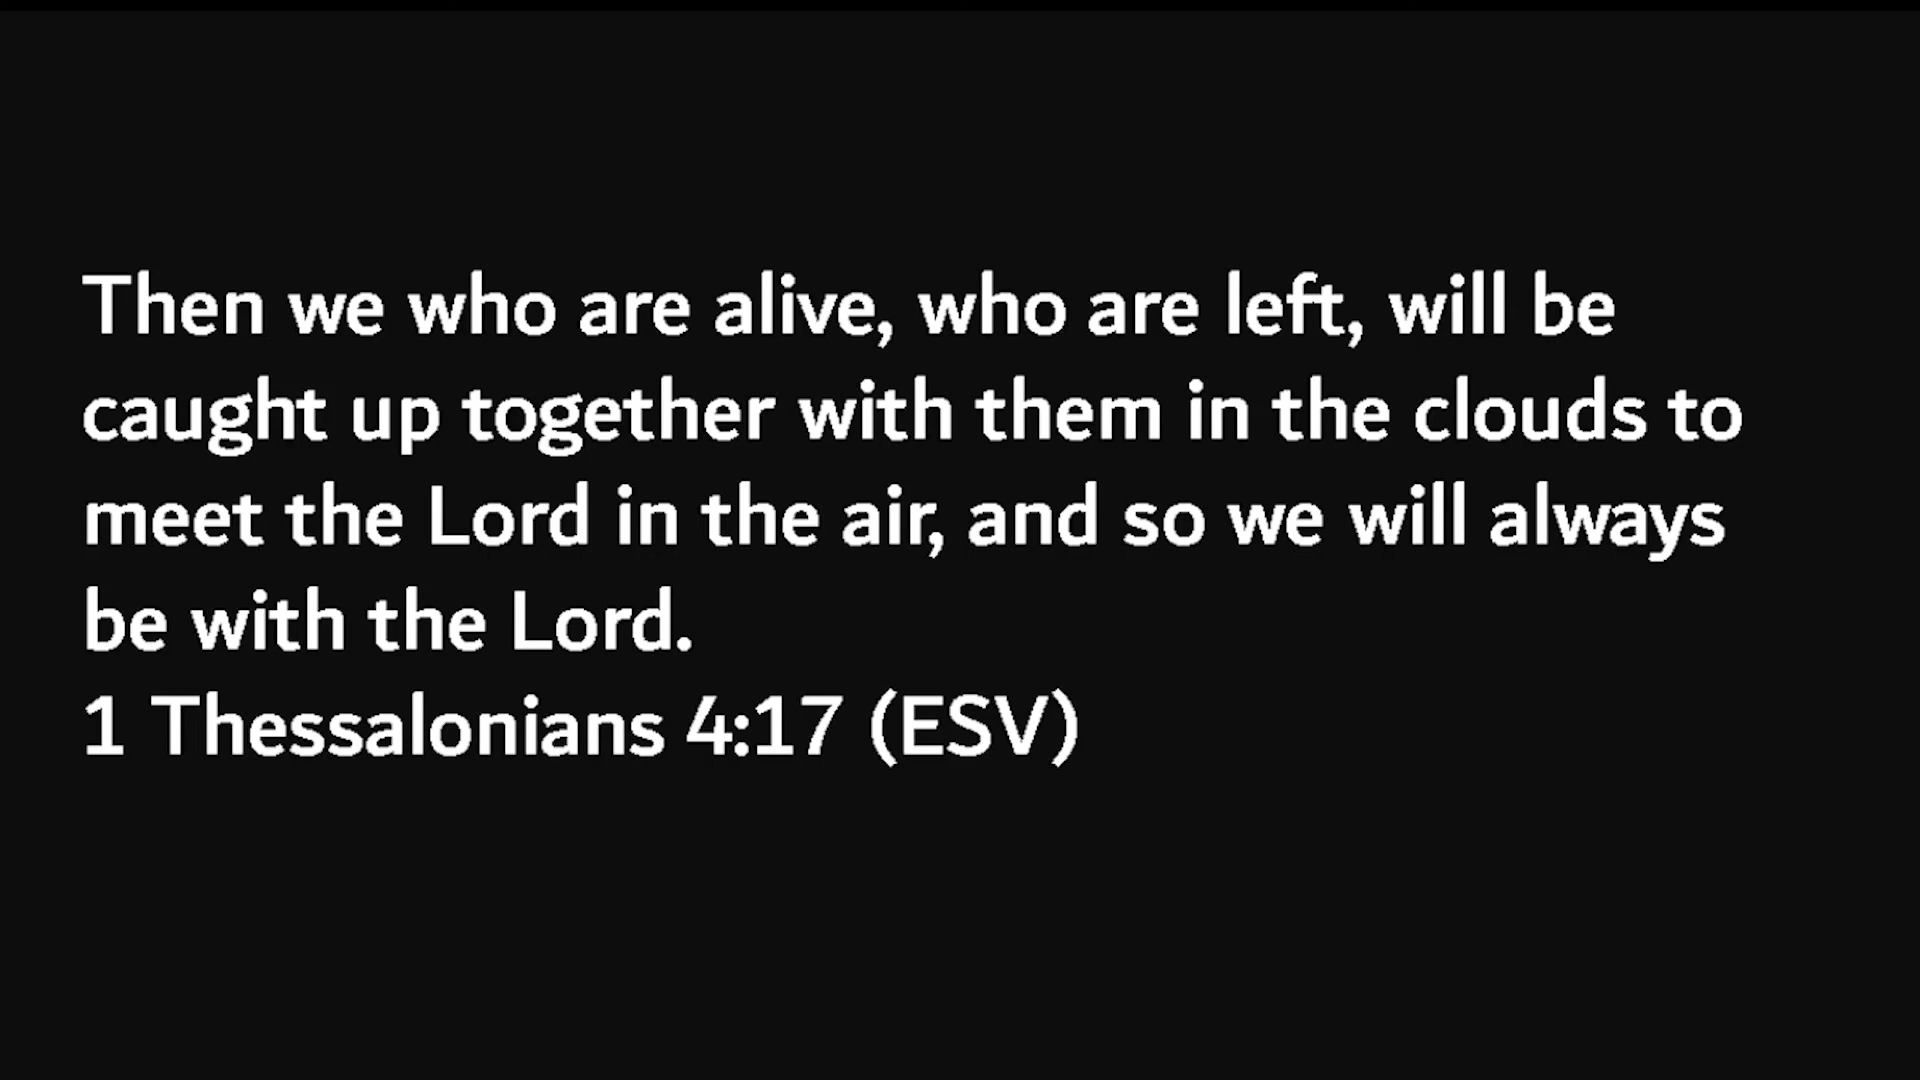 Then we who are alive, who are left, will be
caught up together with them in the clouds to
meet the Lord in the air, and so we will always
be with the Lord.
1 Thessalonians 4:17 (ESV)